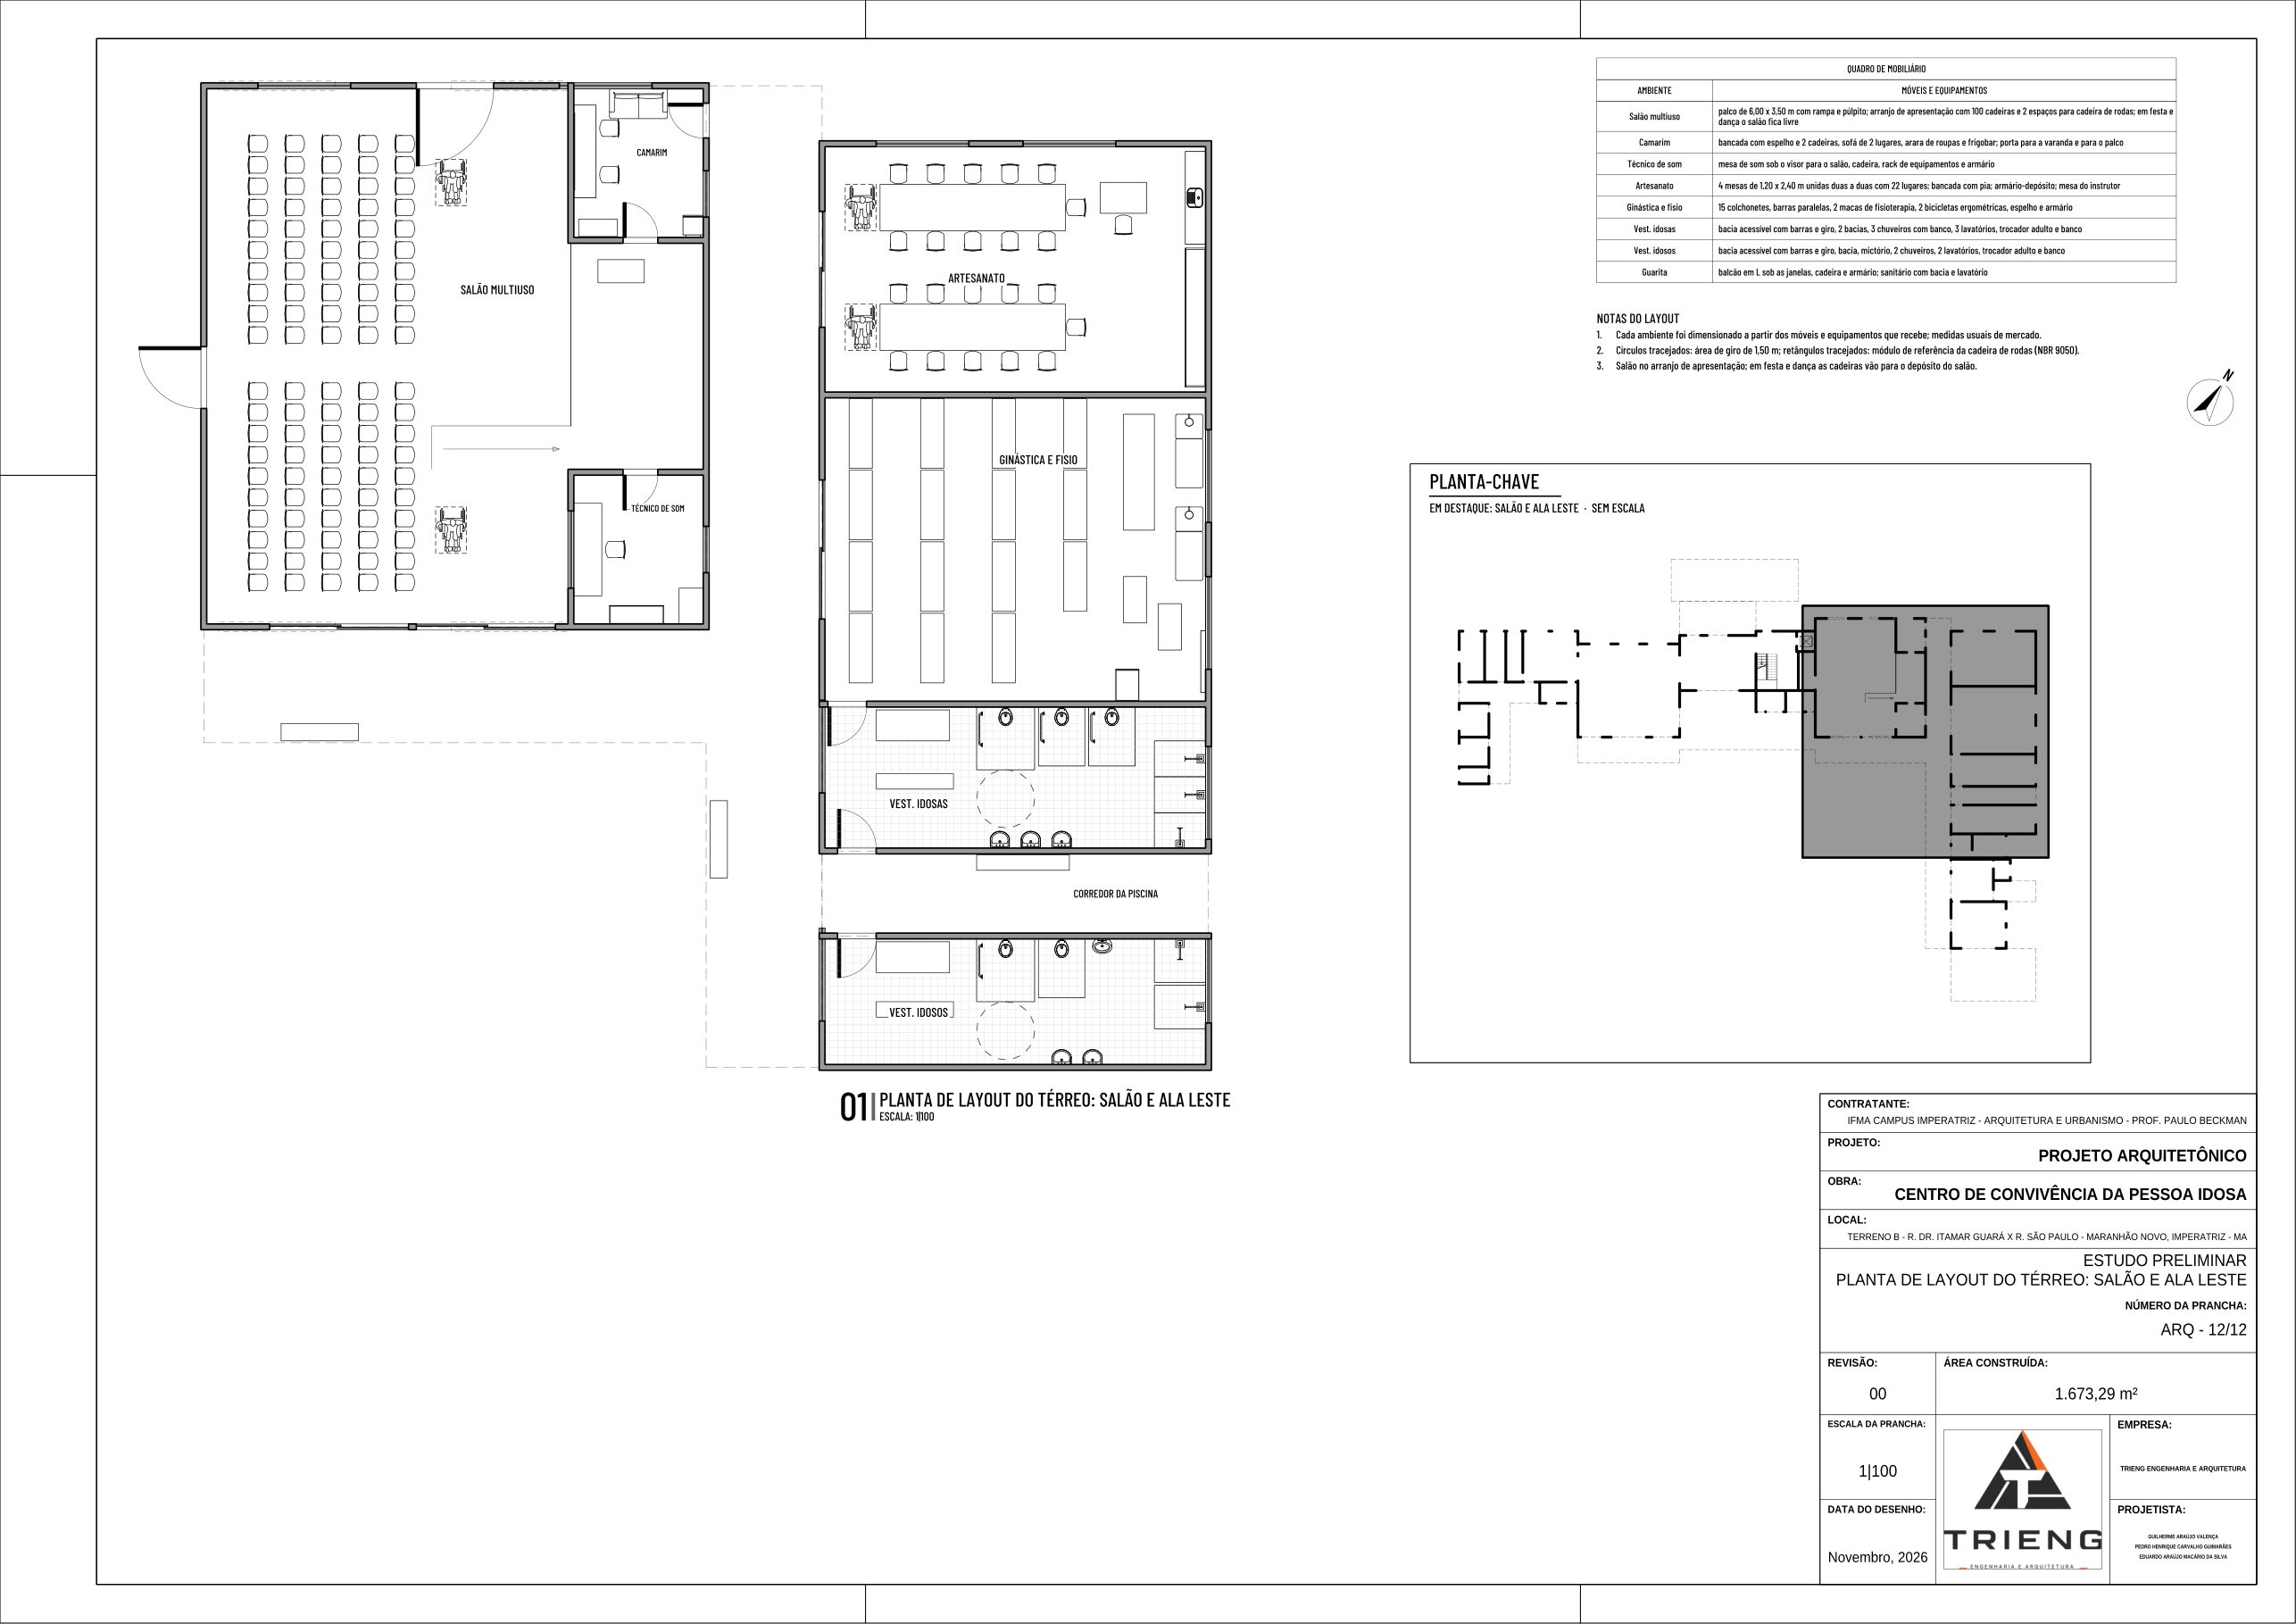 QUADRO DE MOBILIÁRIO
AMBIENTE MÓVEIS E EQUIPAMENTOS
Salão multiuso palco de 6,00 x 3,50 m com rampa e púlpito; arranjo de apresentação com 100 cadeiras e 2 espaços para cadeira de rodas; em festa e
dança o salão fica livre
Camarim bancada com espelho e 2 cadeiras, sofá de 2 lugares, arara de roupas e frigobar; porta para a varanda e para o palco
Técnico de som mesa de som sob o visor para o salão, cadeira, rack de equipamentos e armário
Artesanato 4 mesas de 1,20 x 2,40 m unidas duas a duas com 22 lugares; bancada com pia; armário-depósito; mesa do instrutor
Ginástica e fisio 15 colchonetes, barras paralelas, 2 macas de fisioterapia, 2 bicicletas ergométricas, espelho e armário
Vest. idosas bacia acessível com barras e giro, 2 bacias, 3 chuveiros com banco, 3 lavatórios, trocador adulto e banco
Vest. idosos bacia acessível com barras e giro, bacia, mictório, 2 chuveiros, 2 lavatórios, trocador adulto e banco
Guarita balcão em L sob as janelas, cadeira e armário; sanitário com bacia e lavatório
NOTAS DO LAYOUT
1. Cada ambiente foi dimensionado a partir dos móveis e equipamentos que recebe; medidas usuais de mercado.
2. Círculos tracejados: área de giro de 1,50 m; retângulos tracejados: módulo de referência da cadeira de rodas (NBR 9050).
3. Salão no arranjo de apresentação; em festa e dança as cadeiras vão para o depósito do salão.
N
CAMARIM
SALÃO MULTIUSO
ARTESANATO
GINÁSTICA E FISIO
TÉCNICO DE SOM
VEST. IDOSAS
CORREDOR DA PISCINA
VEST. IDOSOS
01 PLANTA DE LAYOUT DO TÉRREO: SALÃO E ALA LESTE
ESCALA: 1|100
PLANTA-CHAVE
EM DESTAQUE: SALÃO E ALA LESTE - SEM ESCALA
CONTRATANTE:
IFMA CAMPUS IMPERATRIZ - ARQUITETURA E URBANISMO - PROF. PAULO BECKMAN
PROJETO:
PROJETO ARQUITETÔNICO
OBRA:
CENTRO DE CONVIVÊNCIA DA PESSOA IDOSA
LOCAL:
TERRENO B - R. DR. ITAMAR GUARÁ X R. SÃO PAULO - MARANHÃO NOVO, IMPERATRIZ - MA
ESTUDO PRELIMINAR
PLANTA DE LAYOUT DO TÉRREO: SALÃO E ALA LESTE
NÚMERO DA PRANCHA:
ARQ - 12/12
REVISÃO: ÁREA CONSTRUÍDA:
00 1.673,29 m²
ESCALA DA PRANCHA: EMPRESA:
1|100 TRIENG ENGENHARIA E ARQUITETURA
DATA DO DESENHO: PROJETISTA:
Novembro, 2026
TRIENG
ENGENHARIA E ARQUITETURA
GUILHERME ARAÚJO VALENÇA
PEDRO HENRIQUE CARVALHO GUIMARÃES
EDUARDO ARAÚJO MACÁRIO DA SILVA